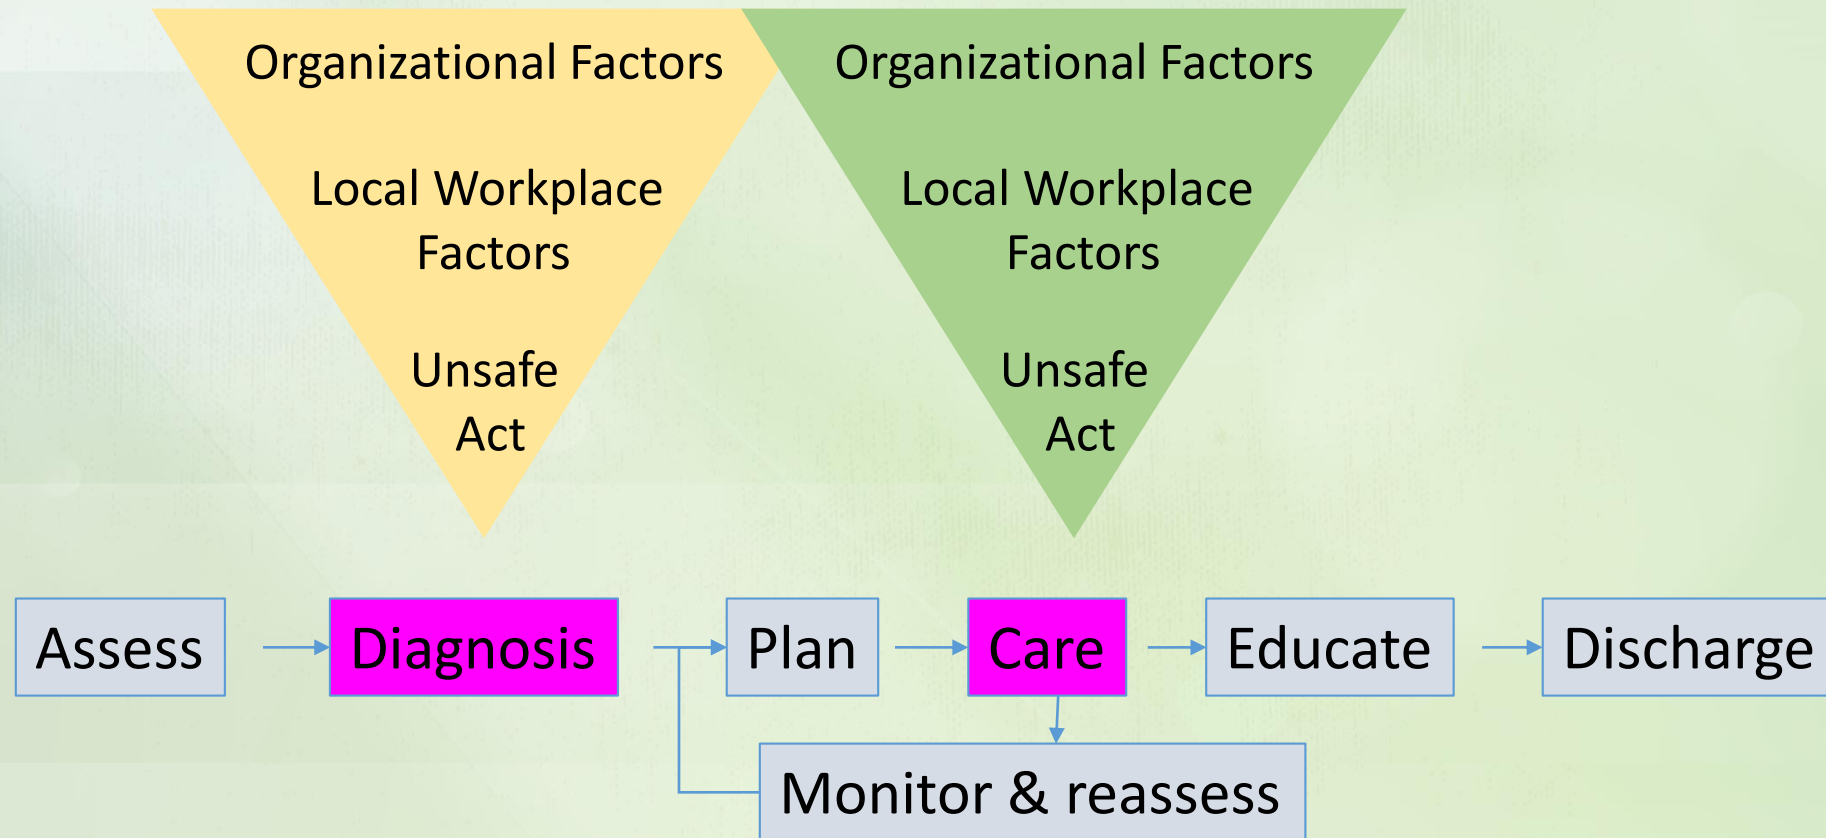 Organizational Factors
Local Workplace
Factors
Unsafe
Act
Organizational Factors
Local Workplace
Factors
Unsafe
Act
Assess
Diagnosis
Plan
Care
Educate
Discharge
Monitor & reassess